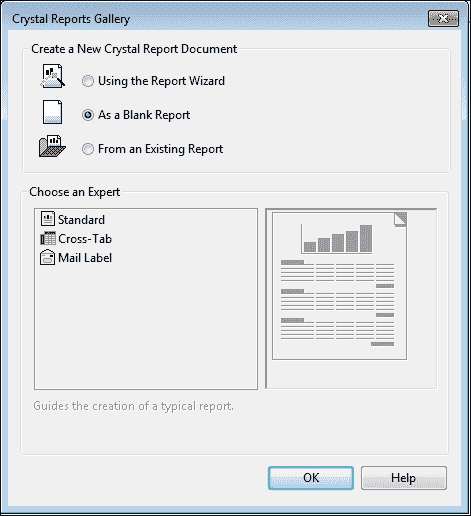 Crystal Reports Gallery
Create a New Crystal Report Document
Using the Report Wizard
As a Blank Report
From an Existing Report
Choose an Expert
Standard
Cross-Tab
Mail Label
Guides the creation of a typical report.
OK
Help